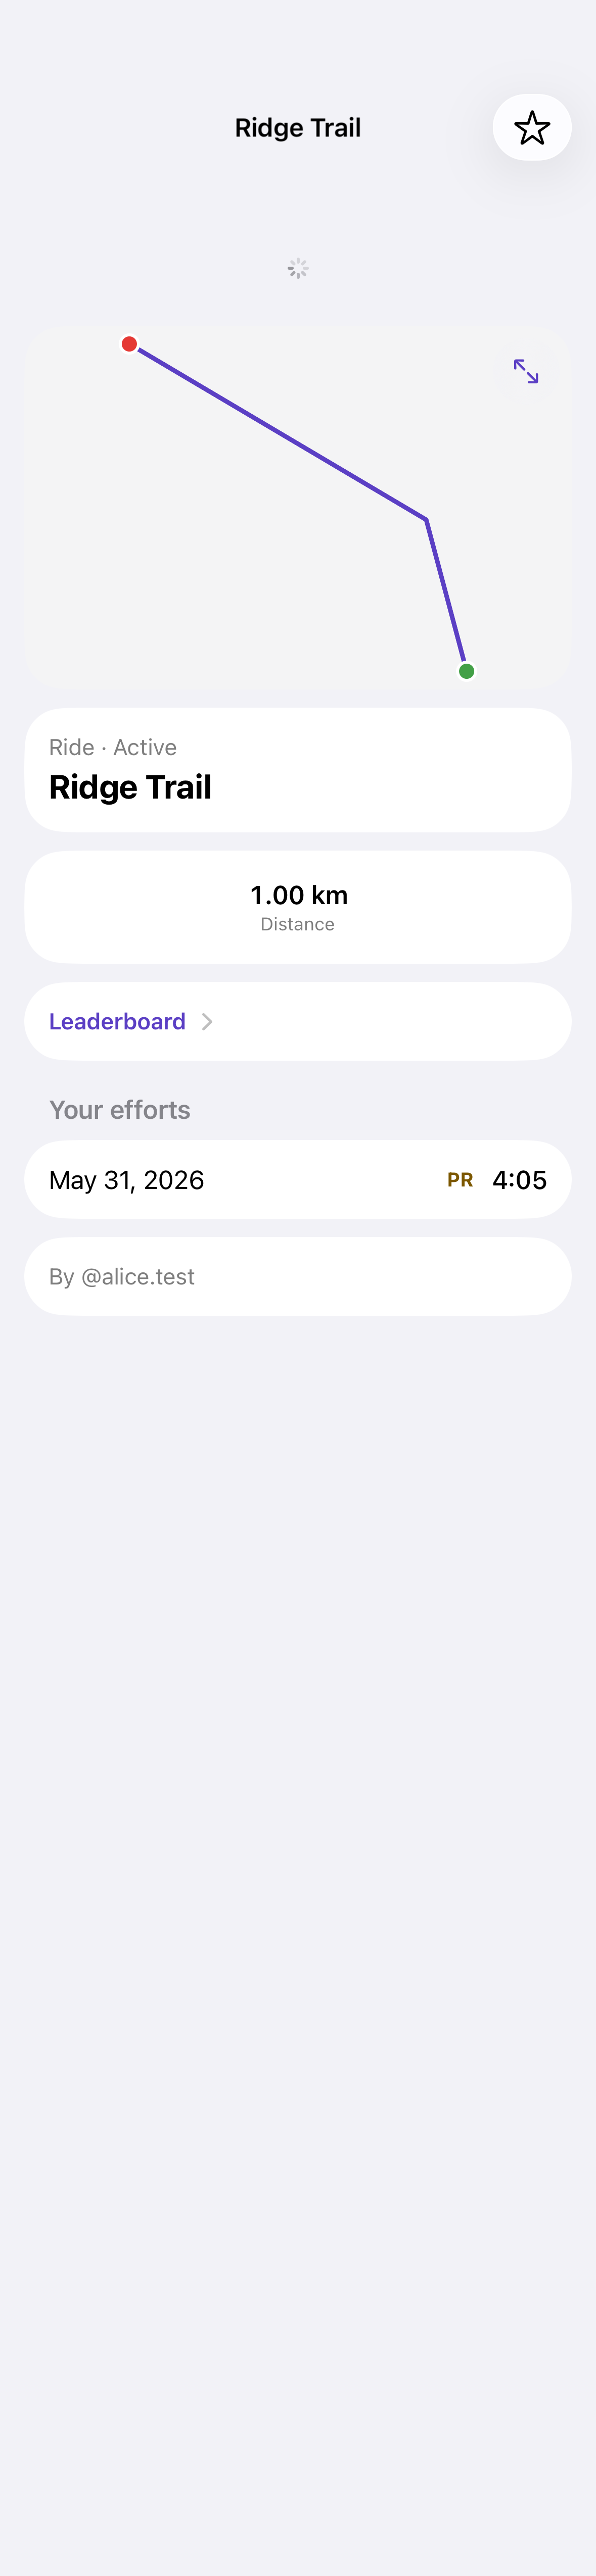 Ridge Trail
Ride · Active
Ridge Trail
1.00 km
Distance
Leaderboard
Your efforts
May 31, 2026 PR 4:05
By @alice.test